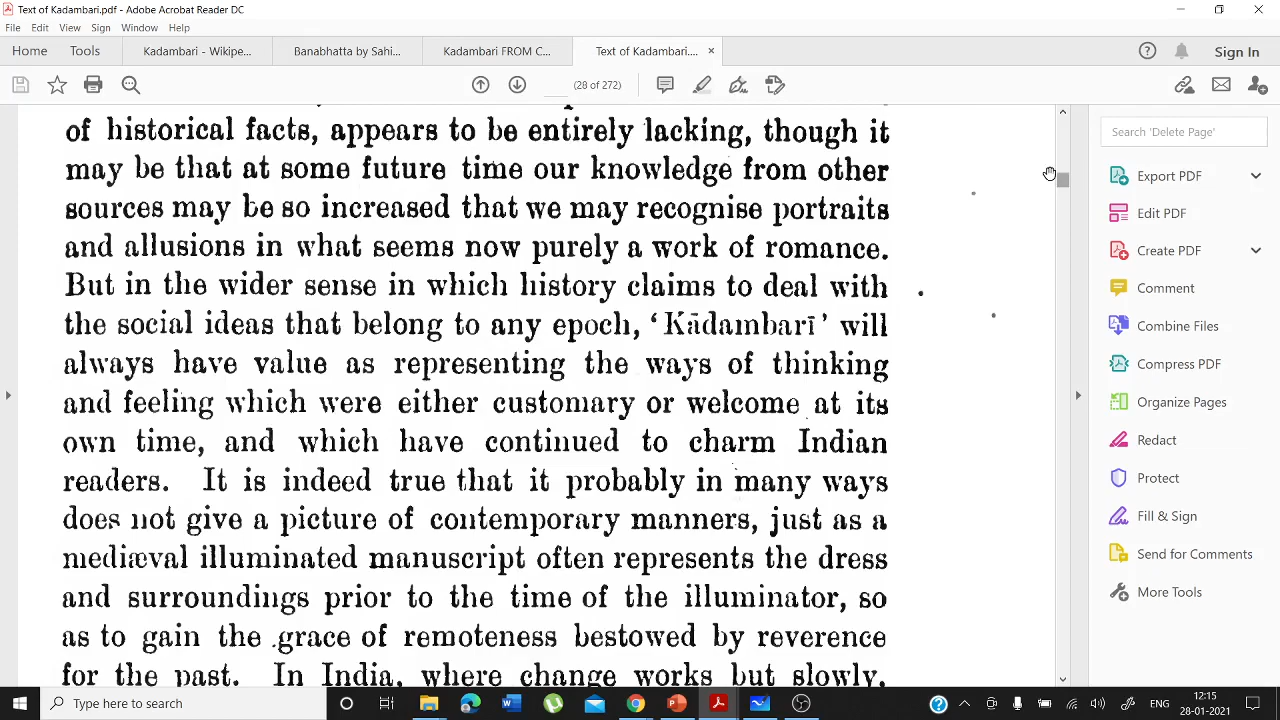 Text of Kadambari.pdf - Adobe Acrobat Reader DC
File Edit View Sign Window Help
Home Tools Kadambari - Wikipe... Banabhatta by Sahi... Kadambari FROM C... Text of Kadambari.... × Sign In
(28 of 272)
of historical facts, appears to be entirely lacking, though it
may be that at some future time our knowledge from other
sources may be so increased that we may recognise portraits
and allusions in what seems now purely a work of romance.
But in the wider sense in which history claims to deal with
the social ideas that belong to any epoch, ‘Kādambarī’ will
always have value as representing the ways of thinking
and feeling which were either customary or welcome at its
own time, and which have continued to charm Indian
readers. It is indeed true that it probably in many ways
does not give a picture of contemporary manners, just as a
mediæval illuminated manuscript often represents the dress
and surroundings prior to the time of the illuminator, so
as to gain the grace of remoteness bestowed by reverence
for the past. In India, where change works but slowly,
Search 'Delete Page'
Export PDF
Edit PDF
Create PDF
Comment
Combine Files
Compress PDF
Organize Pages
Redact
Protect
Fill & Sign
Send for Comments
More Tools
Type here to search
ENG
12:15
28-01-2021